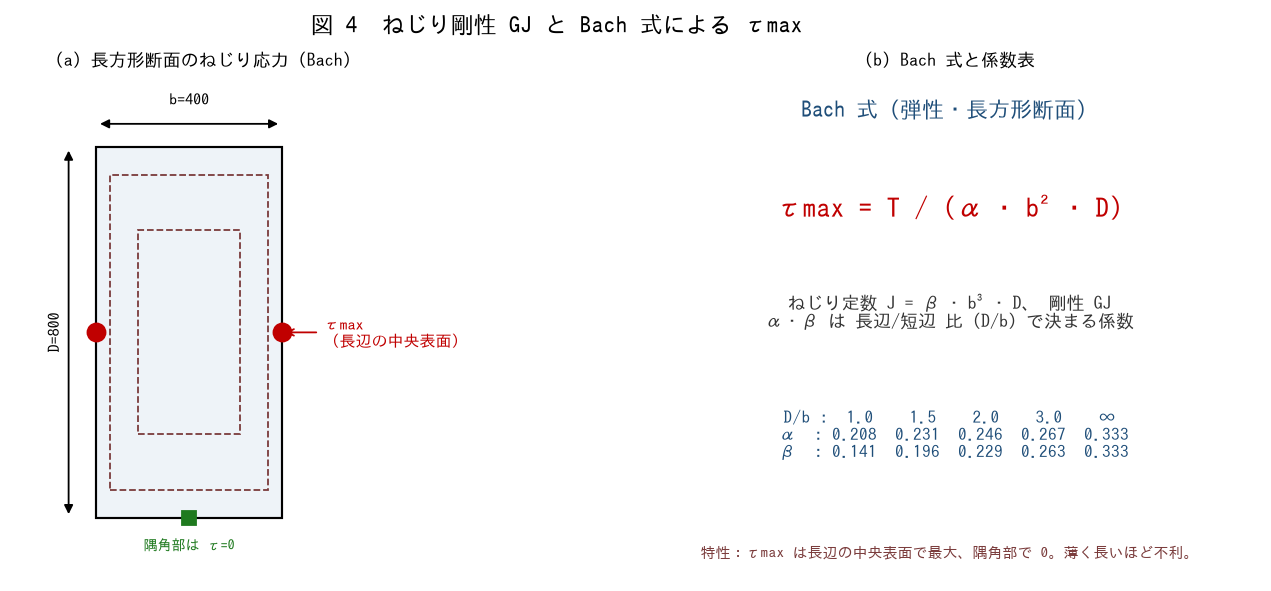 図 4　ねじり剛性 GJ と Bach 式による τmax
(a) 長方形断面のねじり応力 (Bach)
b=400
D=800
τmax
（長辺の中央表面）
隅角部は τ=0
(b) Bach 式と係数表
Bach 式 (弾性・長方形断面)
τmax = T / (α · b² · D)
ねじり定数 J = β · b³ · D、 剛性 GJ
α·β は 長辺/短辺 比 (D/b) で決まる係数
D/b : 1.0 1.5 2.0 3.0 ∞
α : 0.208 0.231 0.246 0.267 0.333
β : 0.141 0.196 0.229 0.263 0.333
特性：τmax は長辺の中央表面で最大、隅角部で 0。薄く長いほど不利。